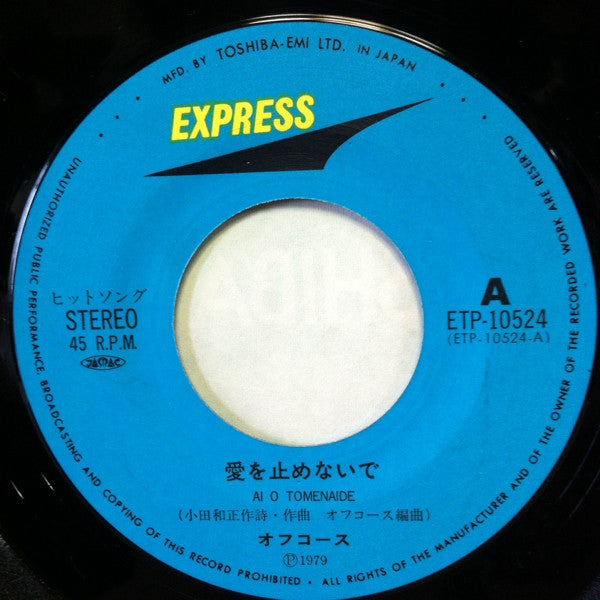 MFD. BY TOSHIBA-EMI LTD. IN JAPAN
EXPRESS
ヒットソング
STEREO
45 R.P.M.
JASRAC
A
ETP-10524
(ETP-10524-A)
愛を止めないで
AI O TOMENAIDE
(小田和正作詩・作曲 オフコース編曲)
オフコース
Ⓟ1979
UNAUTHORIZED PUBLIC PERFORMANCE, BROADCASTING AND COPYING OF THIS RECORD PROHIBITED • ALL RIGHTS OF THE MANUFACTURER AND OF THE OWNER OF THE RECORDED WORK ARE RESERVED